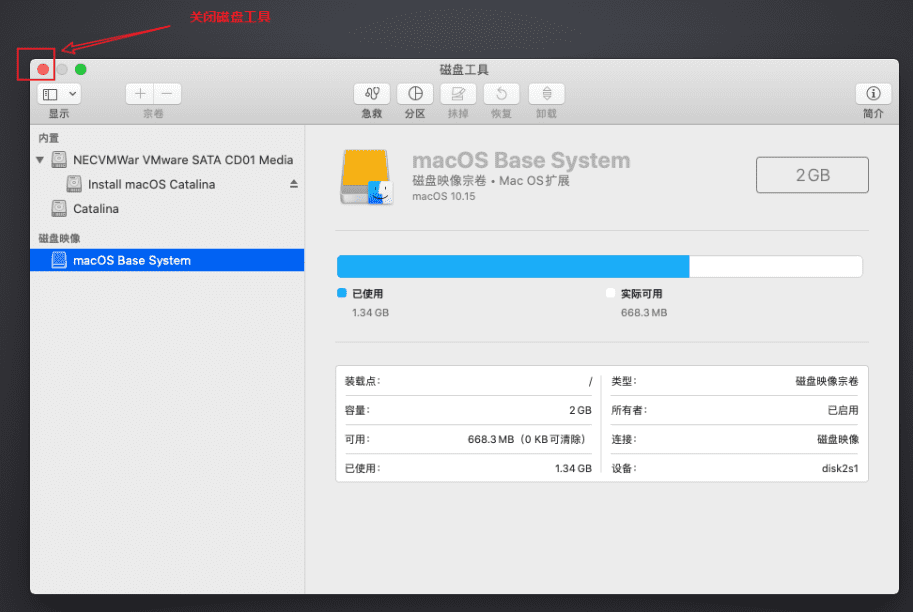 关闭磁盘工具
磁盘工具
显示
宗卷
急救
分区
抹掉
恢复
卸载
简介
内置
NECVMWar VMware SATA CD01 Media
Install macOS Catalina
Catalina
磁盘映像
macOS Base System
macOS Base System
磁盘映像宗卷 • Mac OS扩展
macOS 10.15
2 GB
已使用
1.34 GB
实际可用
668.3 MB
装载点: /
容量: 2 GB
可用: 668.3 MB(0 KB可清除)
已使用: 1.34 GB
类型: 磁盘映像宗卷
所有者: 已启用
连接: 磁盘映像
设备: disk2s1